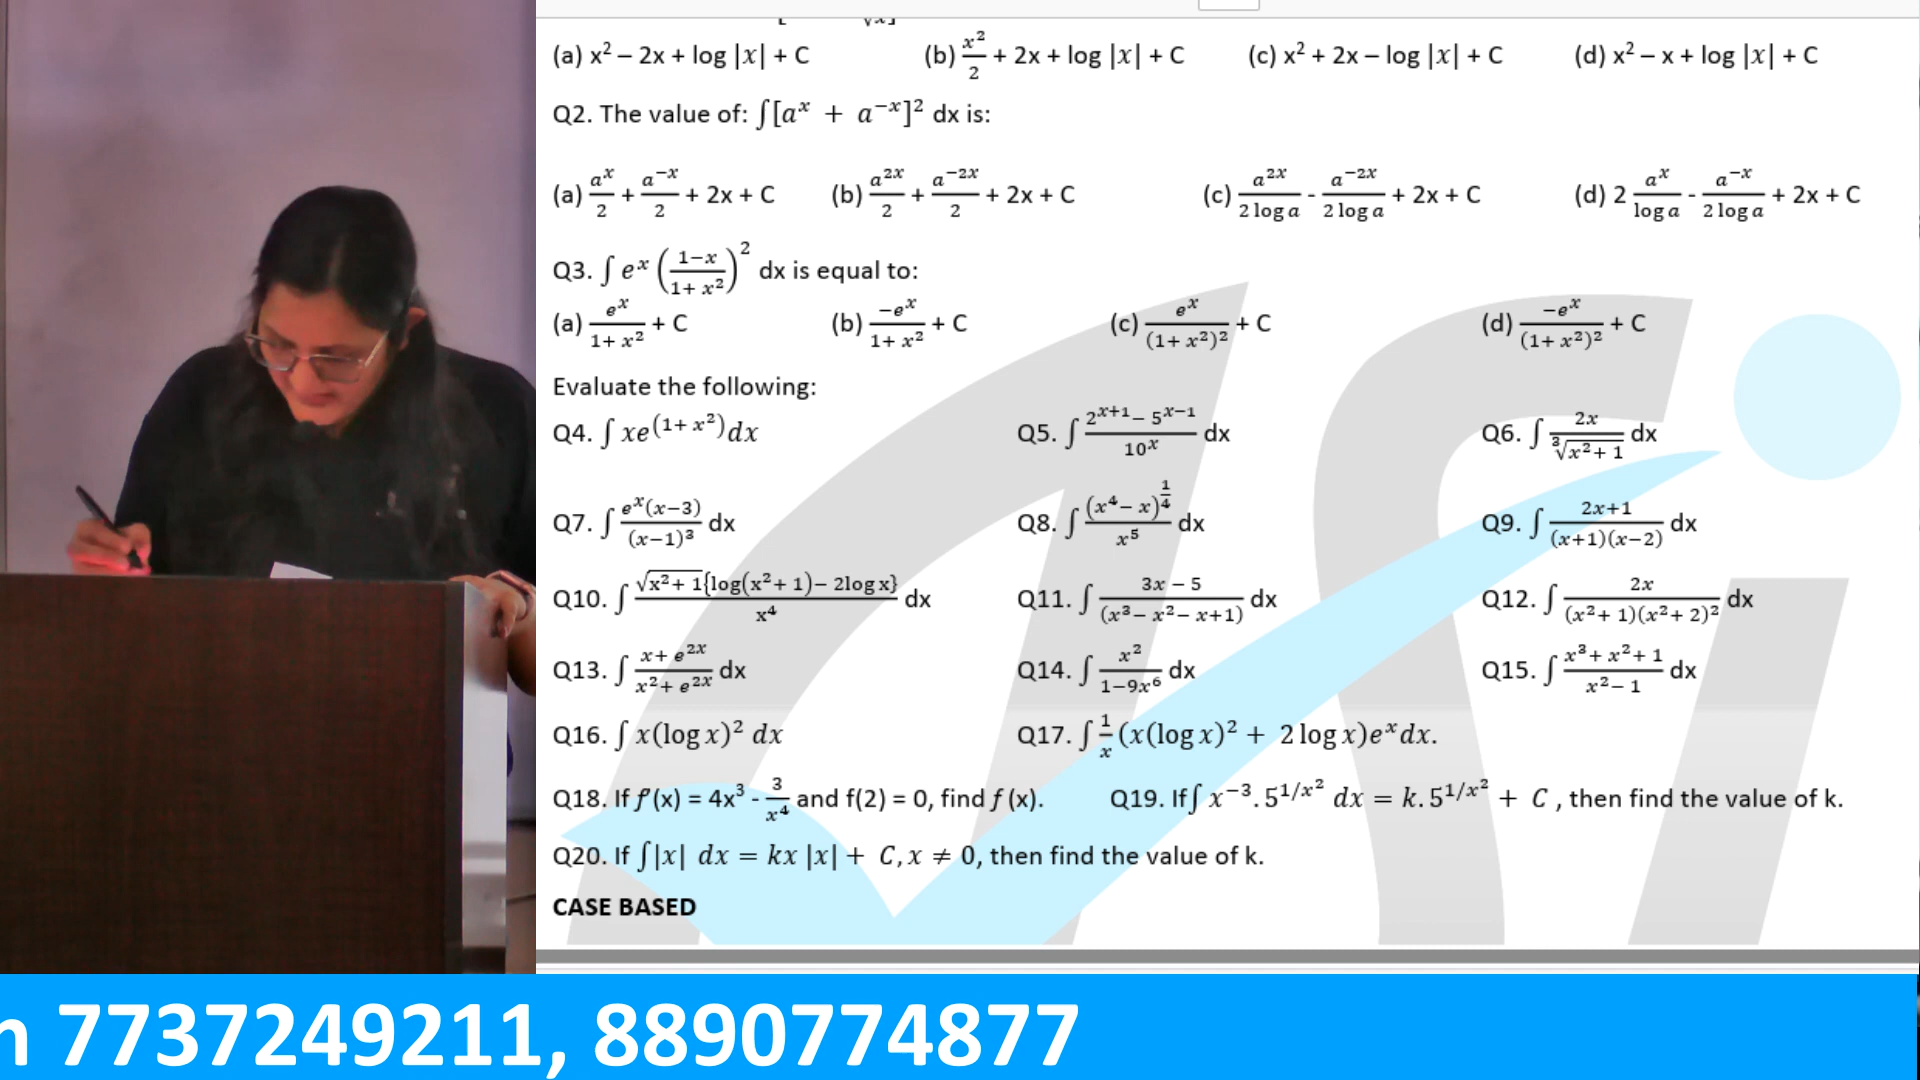 (a) x² – 2x + log |x| + C (b) x²/2 + 2x + log |x| + C (c) x² + 2x – log |x| + C (d) x² – x + log |x| + C
Q2. The value of: ∫[aˣ + a⁻ˣ]² dx is:
(a) aˣ/2 + a⁻ˣ/2 + 2x + C (b) a²ˣ/2 + a⁻²ˣ/2 + 2x + C (c) a²ˣ/(2 log a) - a⁻²ˣ/(2 log a) + 2x + C (d) 2 aˣ/(log a) - a⁻ˣ/(2 log a) + 2x + C
Q3. ∫ eˣ ((1−x)/(1+ x²))² dx is equal to:
(a) eˣ/(1+ x²) + C (b) −eˣ/(1+ x²) + C (c) eˣ/(1+ x²)² + C (d) −eˣ/(1+ x²)² + C
Evaluate the following:
Q4. ∫ xe^(1+ x²) dx Q5. ∫ (2^(x+1) − 5^(x−1))/10ˣ dx Q6. ∫ 2x/∛(x²+ 1) dx
Q7. ∫ eˣ(x−3)/(x−1)³ dx Q8. ∫ (x⁴− x)^(1/4)/x⁵ dx Q9. ∫ (2x+1)/((x+1)(x−2)) dx
Q10. ∫ √(x²+ 1){log(x²+ 1)− 2log x}/x⁴ dx Q11. ∫ (3x − 5)/(x³− x²− x+1) dx Q12. ∫ 2x/((x²+ 1)(x²+ 2)²) dx
Q13. ∫ (x+ e²ˣ)/(x²+ e²ˣ) dx Q14. ∫ x²/(1−9x⁶) dx Q15. ∫ (x³+ x²+ 1)/(x²− 1) dx
Q16. ∫ x(log x)² dx Q17. ∫ 1/x (x(log x)² + 2 log x)eˣdx.
Q18. If f′(x) = 4x³ - 3/x⁴ and f(2) = 0, find f (x). Q19. If∫ x⁻³. 5^(1/x²) dx = k. 5^(1/x²) + C , then find the value of k.
Q20. If ∫|x| dx = kx |x| + C, x ≠ 0, then find the value of k.
CASE BASED
7737249211, 8890774877